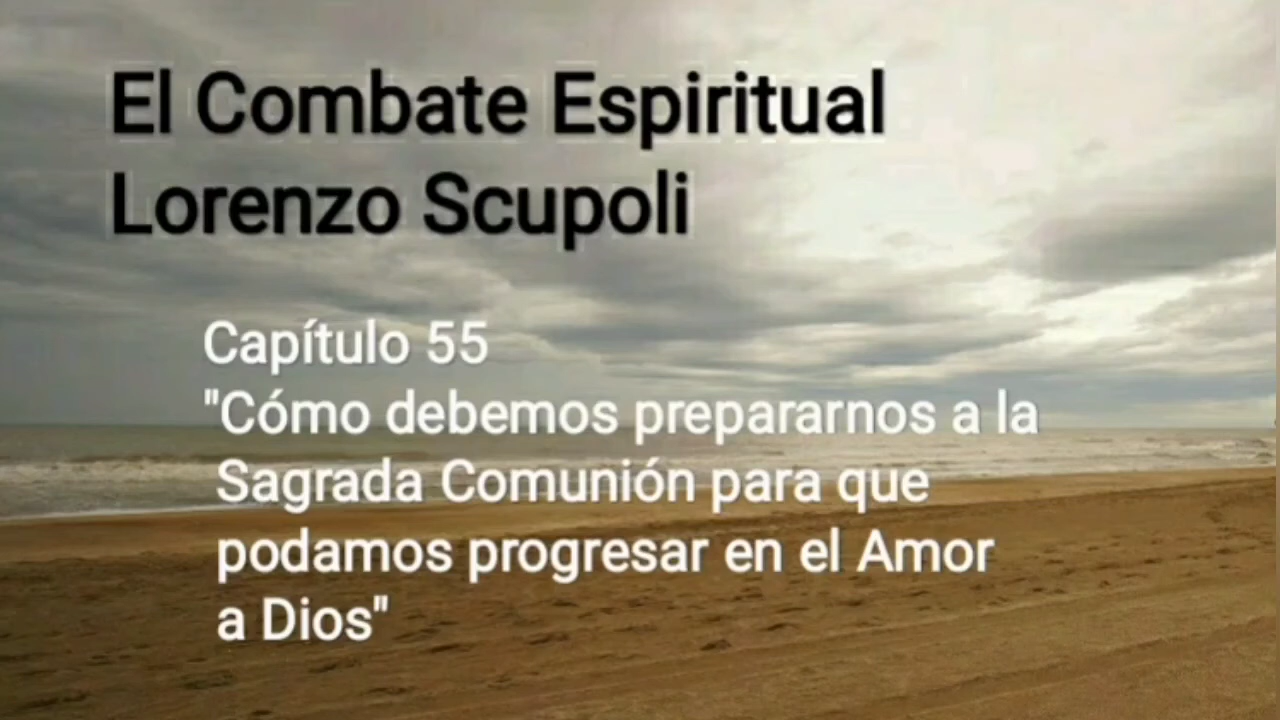 El Combate Espiritual
Lorenzo Scupoli
Capítulo 55
"Cómo debemos prepararnos a la
Sagrada Comunión para que
podamos progresar en el Amor
a Dios"